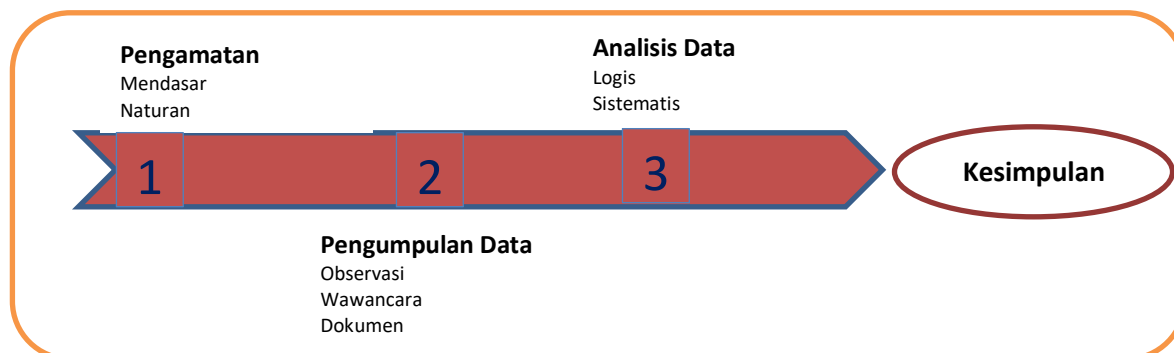 Pengamatan
Mendasar
Naturan
Analisis Data
Logis
Sistematis
1
2
3
Kesimpulan
Pengumpulan Data
Observasi
Wawancara
Dokumen